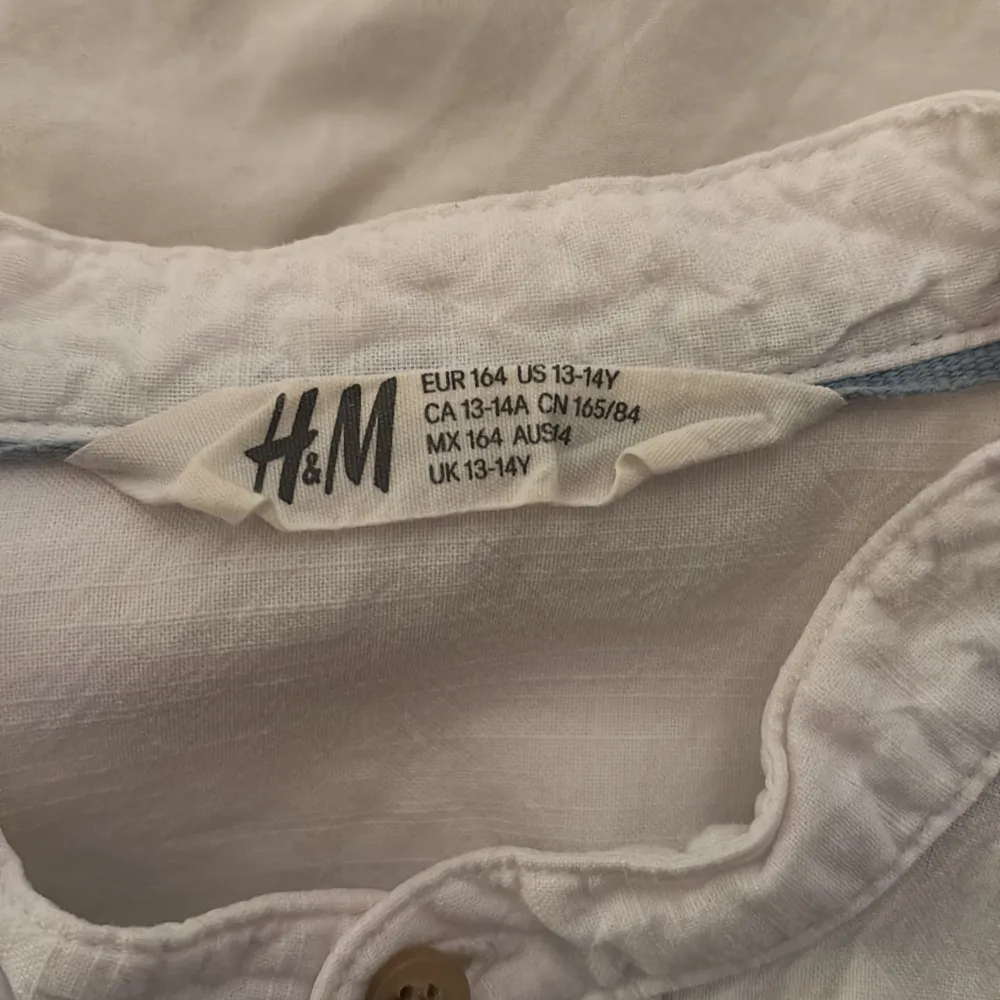 H&M
EUR 164 US 13-14Y
CA 13-14A CN 165/84
MX 164 AUS14
UK 13-14Y